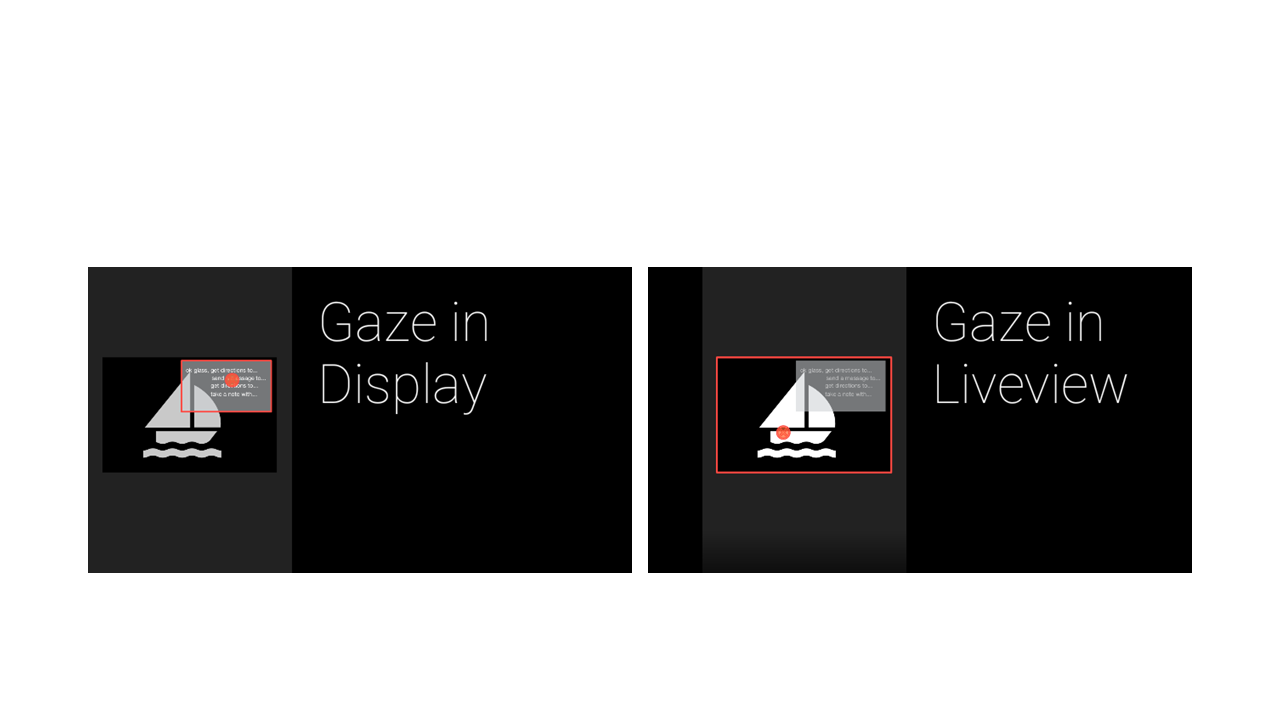 Gaze in
Display
ok glass, get directions to...
send a message to...
get directions to...
take a note with...
Gaze in
Liveview
ok glass, get directions to...
send a message to...
get directions to...
take a note with...